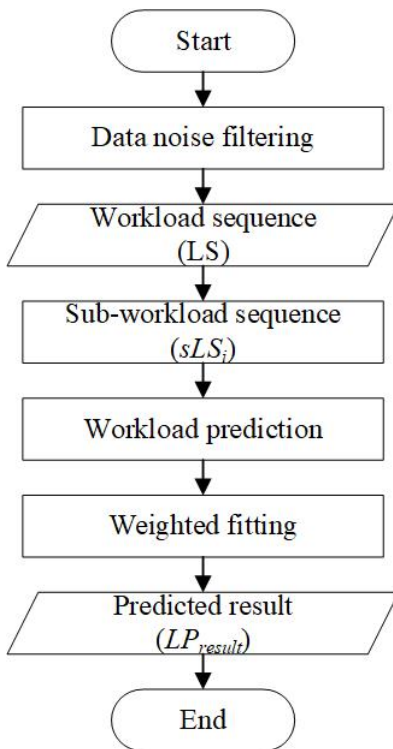 Start
Data noise filtering
Workload sequence
(LS)
Sub-workload sequence
(sLSi)
Workload prediction
Weighted fitting
Predicted result
(LPresult)
End